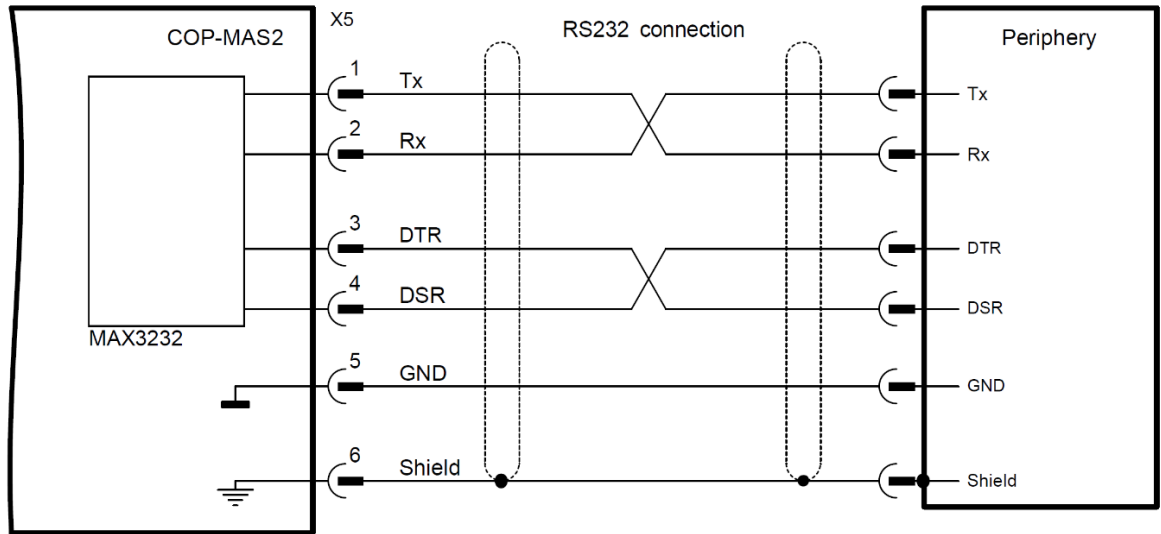 X5
RS232 connection
COP-MAS2
Periphery
1
Tx
Tx
2
Rx
Rx
3
DTR
DTR
4
DSR
DSR
MAX3232
5
GND
GND
6
Shield
Shield